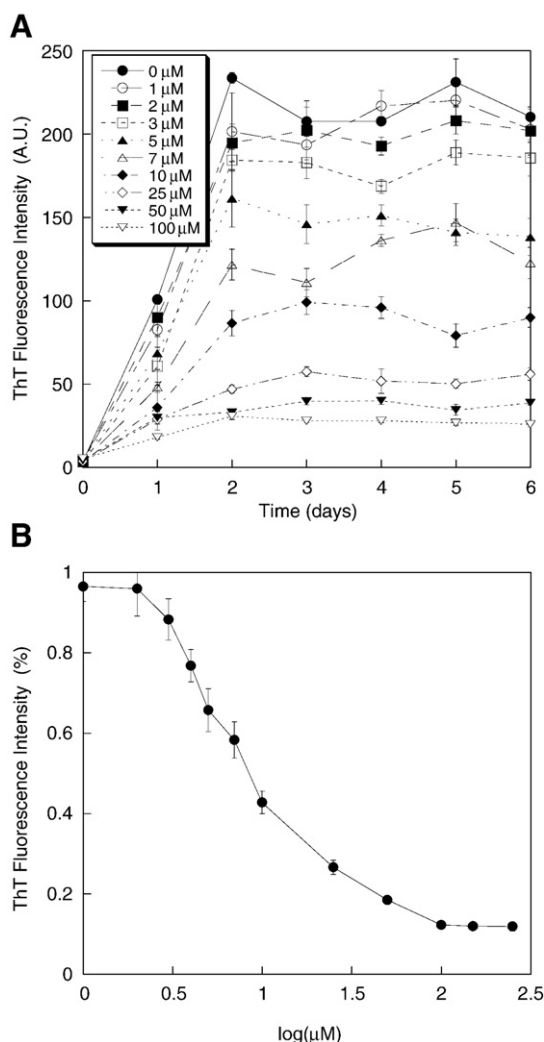 A
ThT Fluorescence Intensity (A.U.)
250
200
150
100
50
0
0 μM
1 μM
2 μM
3 μM
5 μM
7 μM
10 μM
25 μM
50 μM
100 μM
0 1 2 3 4 5 6
Time (days)
B
ThT Fluorescence Intensity (%)
1
0.8
0.6
0.4
0.2
0
0 0.5 1 1.5 2 2.5
log(μM)